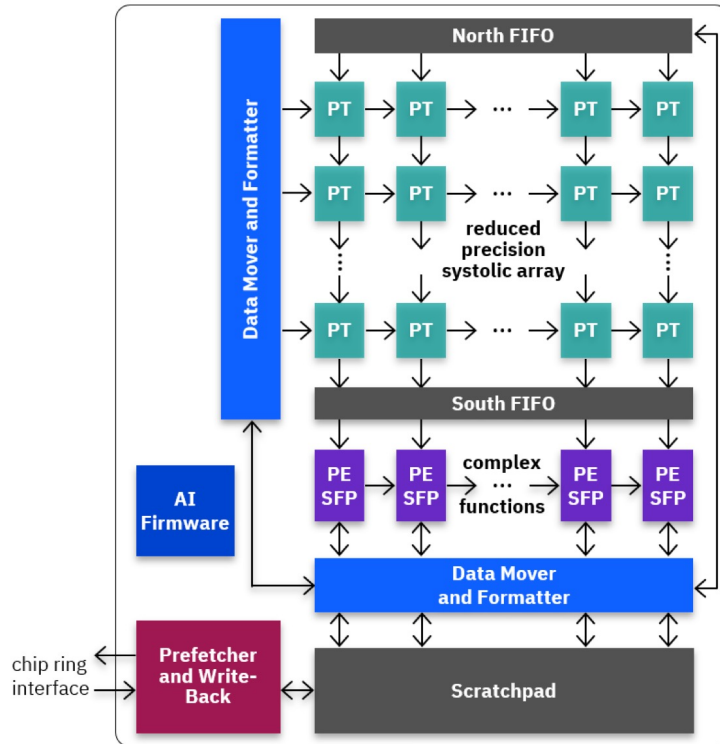 North FIFO
Data Mover and Formatter
PT PT ... PT PT
PT PT ... PT PT
reduced
precision
systolic array
PT PT ... PT PT
South FIFO
PE
SFP
PE
SFP
complex
...
functions
PE
SFP
PE
SFP
AI
Firmware
Data Mover
and Formatter
chip ring
interface
Prefetcher
and Write-
Back
Scratchpad